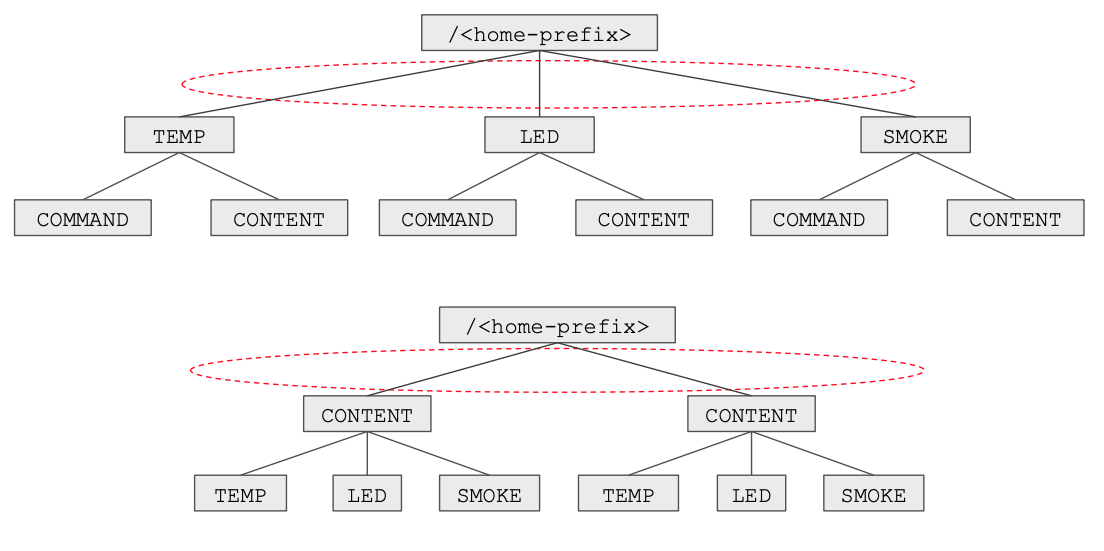 /<home-prefix>
TEMP LED SMOKE
COMMAND CONTENT COMMAND CONTENT COMMAND CONTENT
/<home-prefix>
CONTENT CONTENT
TEMP LED SMOKE TEMP LED SMOKE